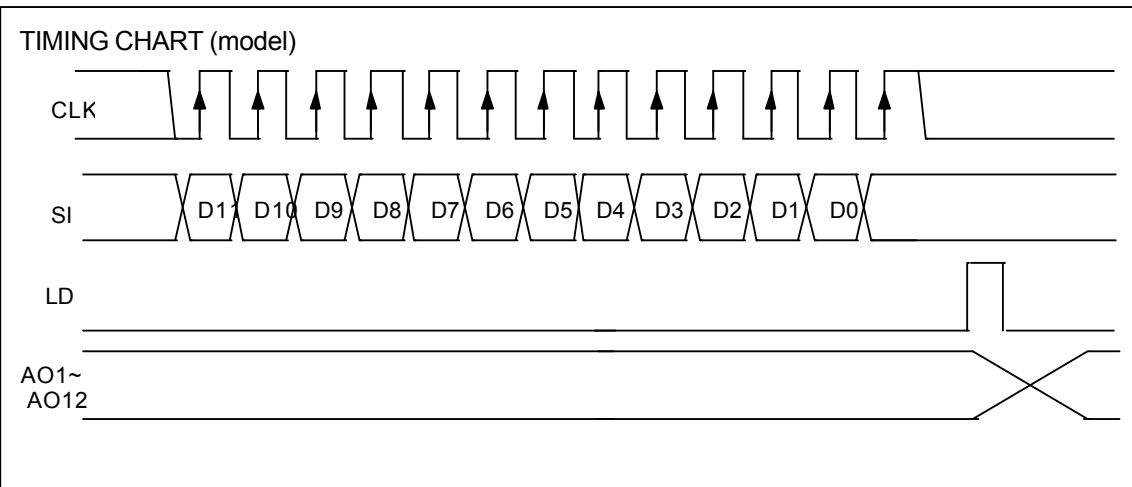 TIMING CHART (model)
CLK
SI
D11 D10 D9 D8 D7 D6 D5 D4 D3 D2 D1 D0
LD
AO1~
AO12